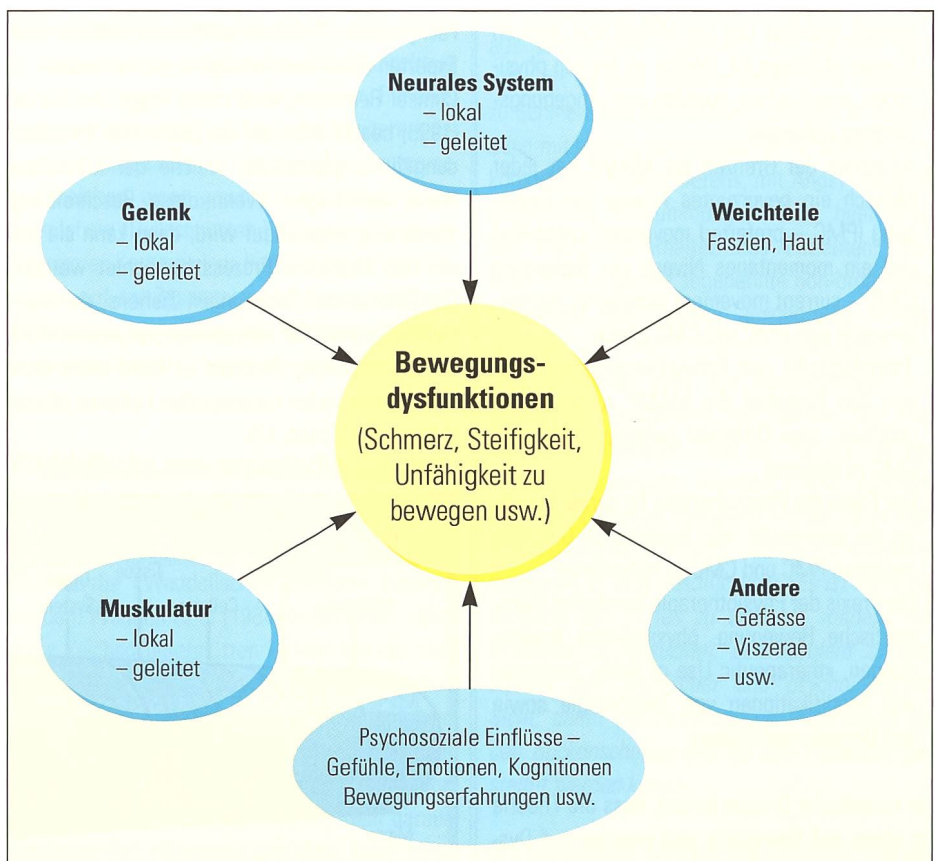 Neurales System
– lokal
– geleitet
Gelenk
– lokal
– geleitet
Weichteile
Faszien, Haut
Bewegungs-
dysfunktionen
(Schmerz, Steifigkeit,
Unfähigkeit zu
bewegen usw.)
Muskulatur
– lokal
– geleitet
Andere
– Gefässe
– Viszerae
– usw.
Psychosoziale Einflüsse –
Gefühle, Emotionen, Kognitionen
Bewegungserfahrungen usw.